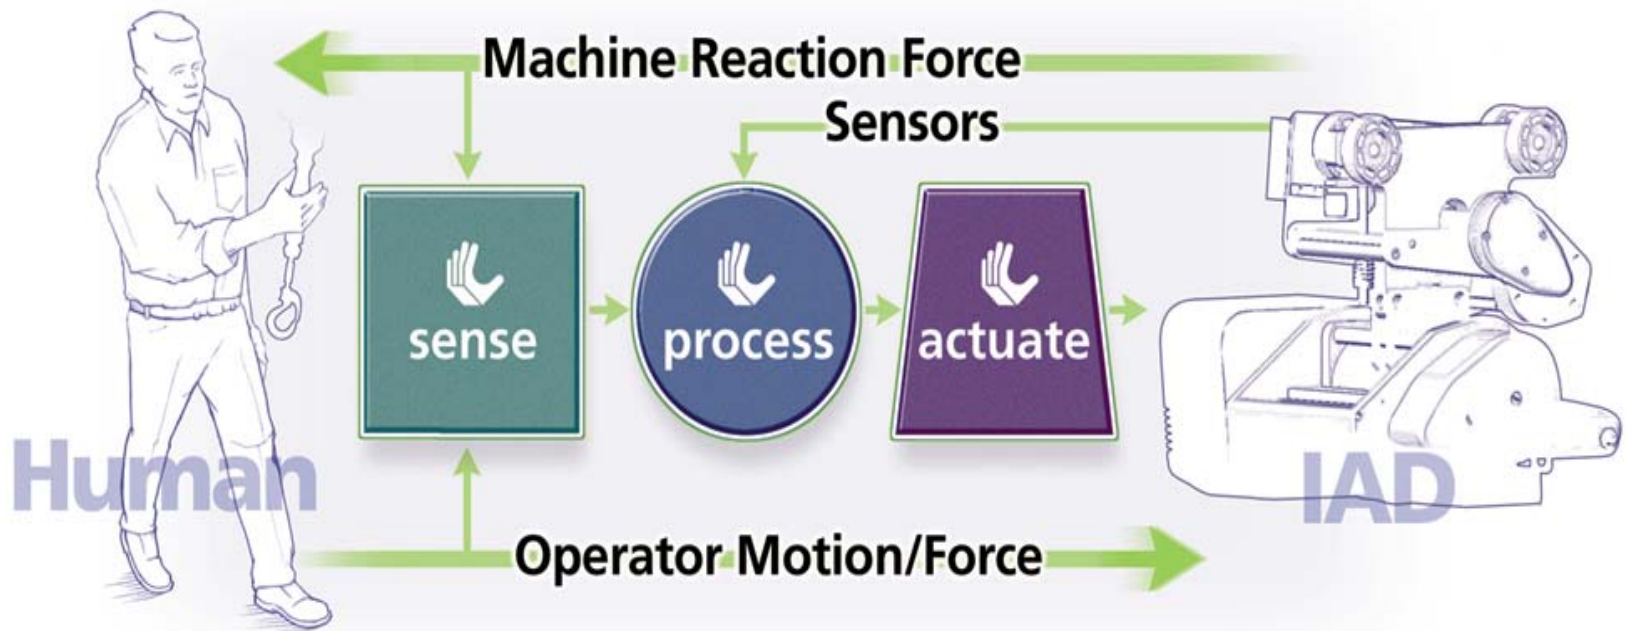 Machine Reaction Force
Sensors
sense
process
actuate
Human
IAD
Operator Motion/Force